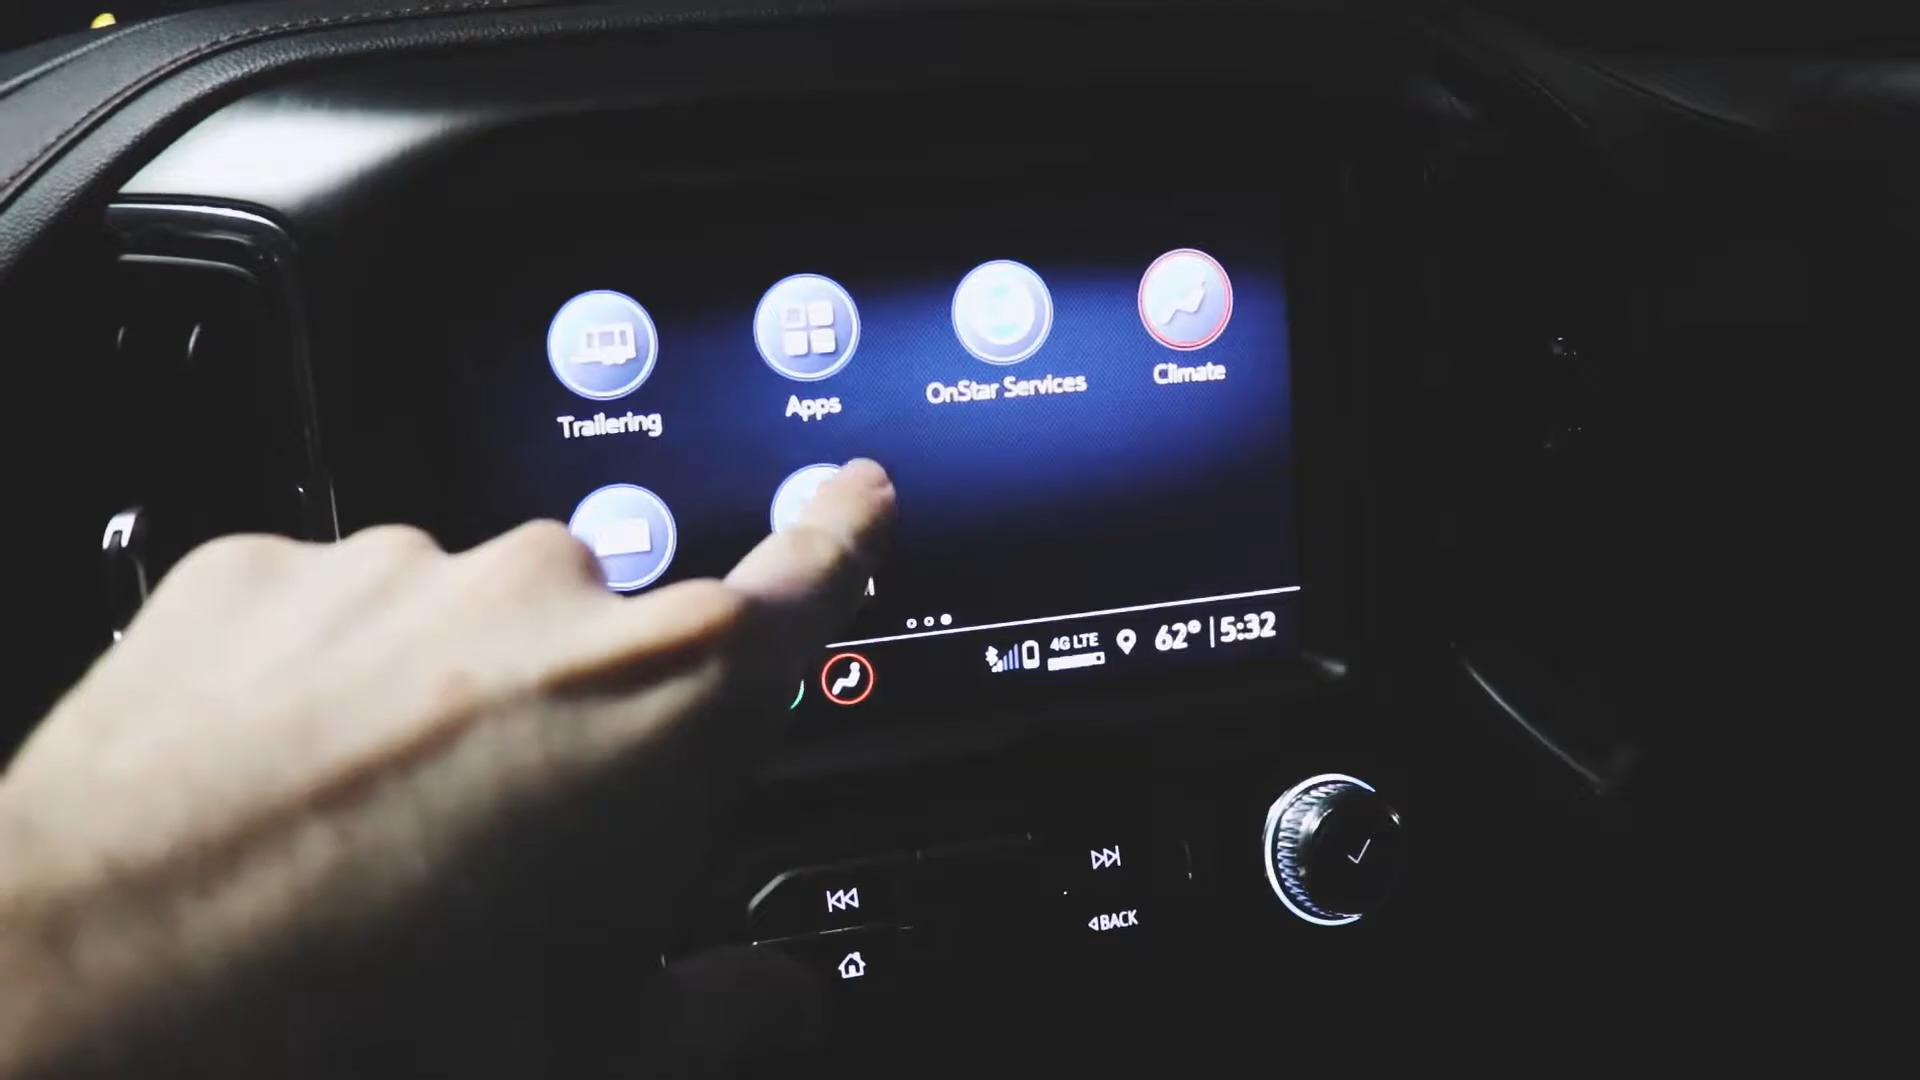 Trailering
Apps
OnStar Services
Climate
4G LTE
62° | 5:32
BACK